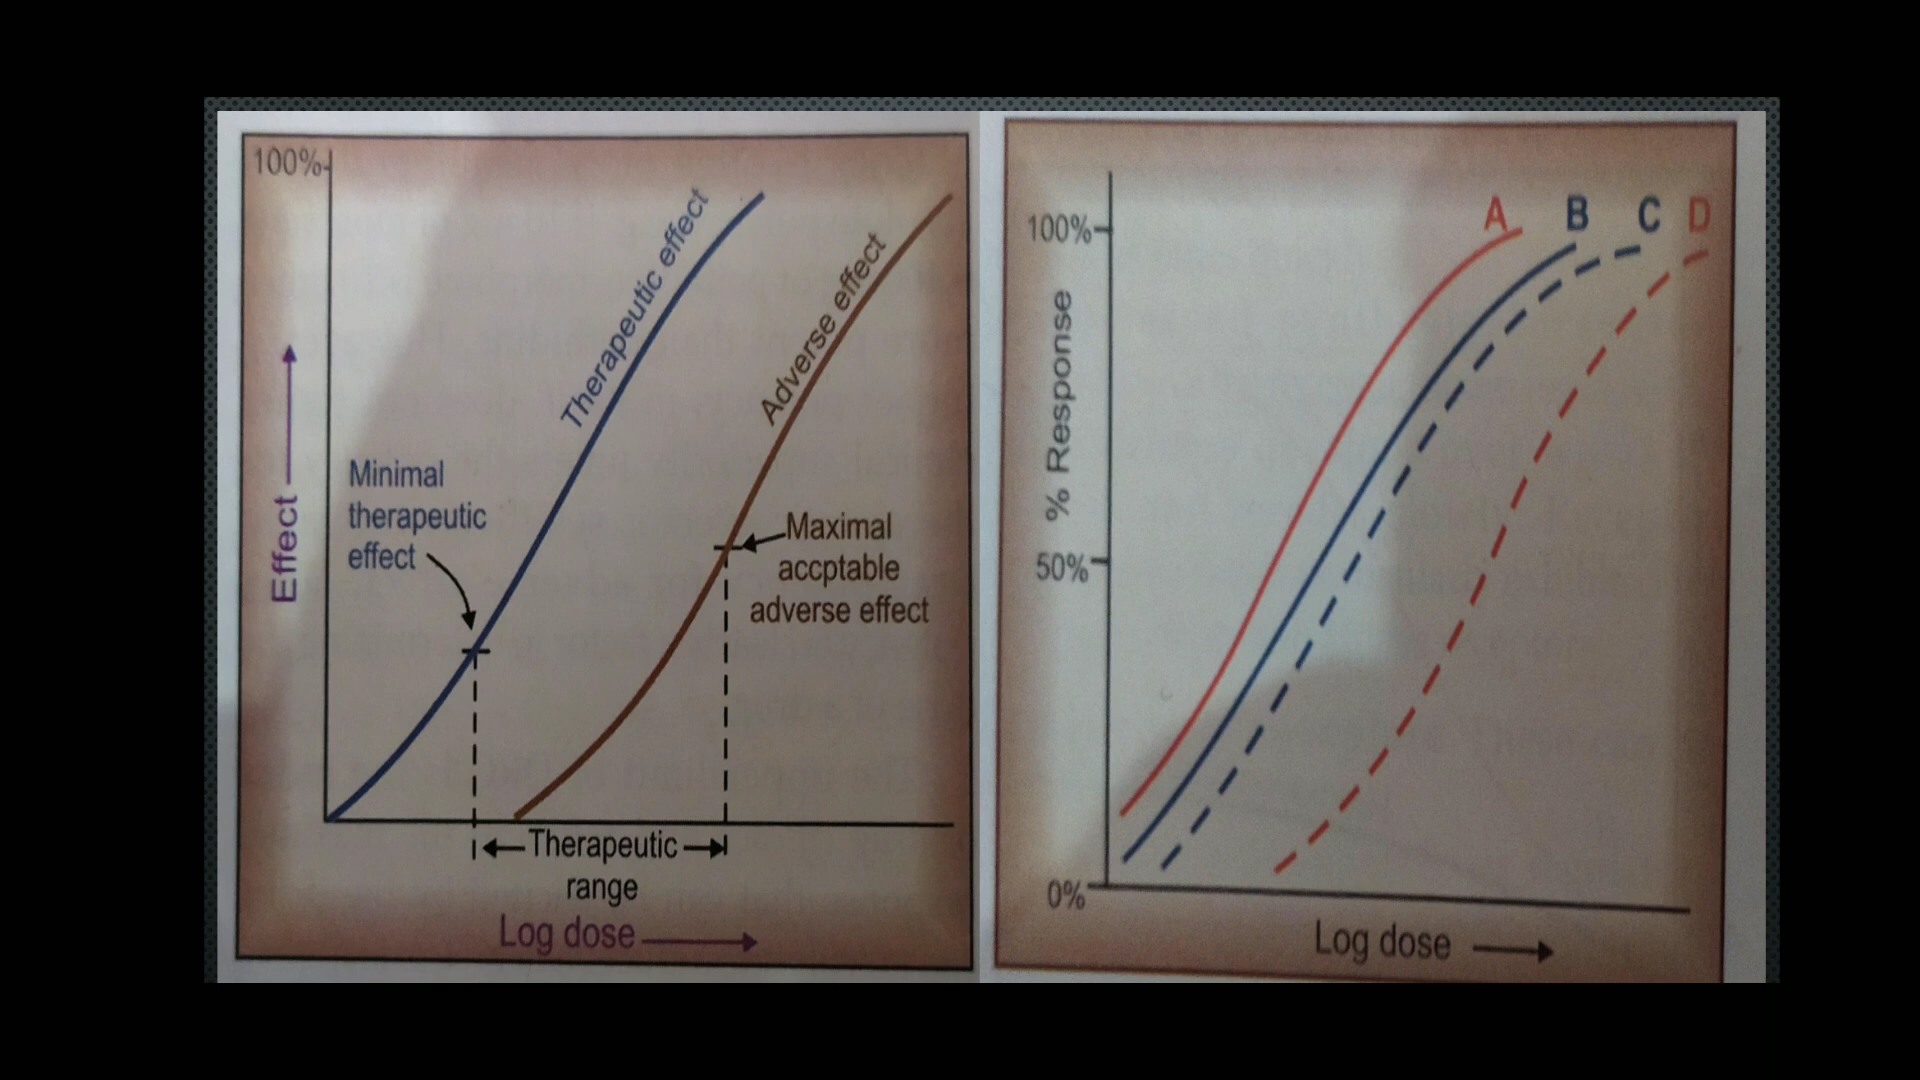 100%
Effect
Minimal
therapeutic
effect
Therapeutic effect
Adverse effect
Maximal
accptable
adverse effect
Therapeutic
range
Log dose
% Response
100%
50%
0%
A B C D
Log dose